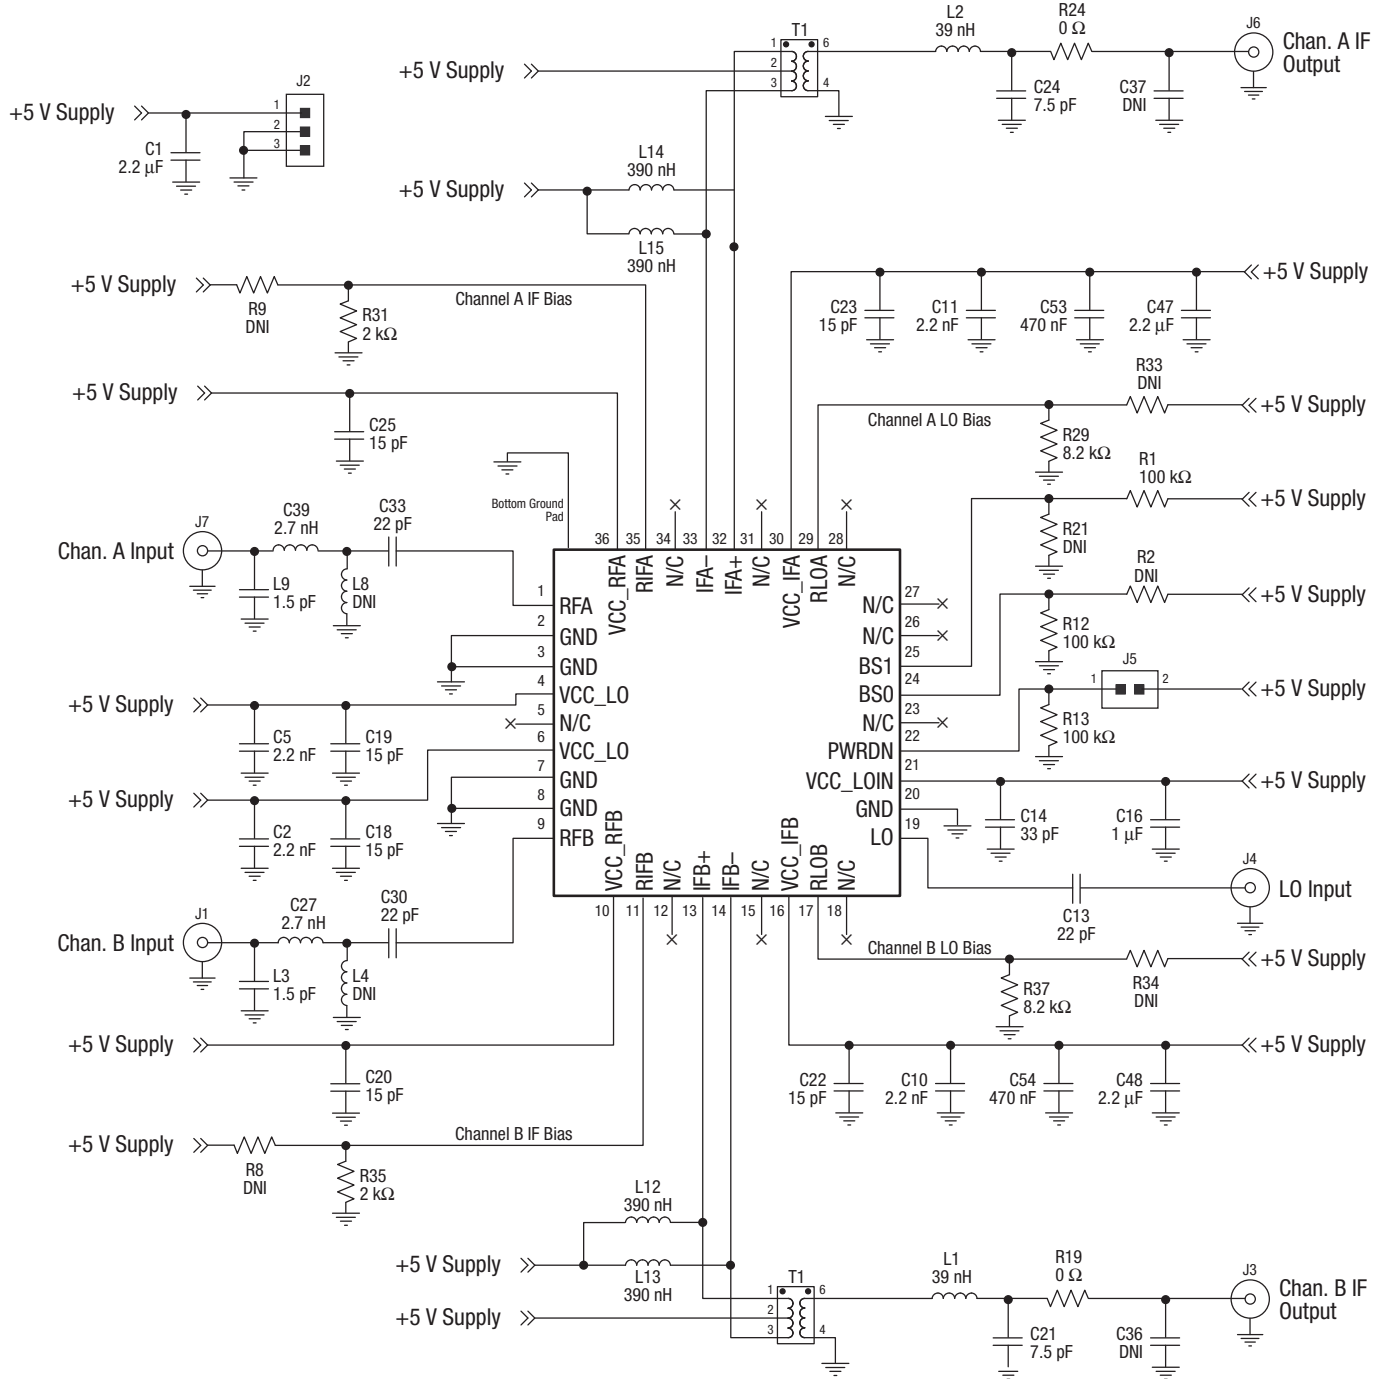 T1
1
2
3
6
4
L2
39 nH
R24
0 Ω
J6
Chan. A IF
Output
C24
7.5 pF
C37
DNI
+5 V Supply
J2
+5 V Supply
1
2
3
C1
2.2 μF
L14
390 nH
+5 V Supply
L15
390 nH
+5 V Supply
R9
DNI
R31
2 kΩ
Channel A IF Bias
C23
15 pF
C11
2.2 nF
C53
470 nF
C47
2.2 μF
+5 V Supply
+5 V Supply
C25
15 pF
R33
DNI
+5 V Supply
Channel A LO Bias
R29
8.2 kΩ
R1
100 kΩ
+5 V Supply
R21
DNI
R2
DNI
+5 V Supply
R12
100 kΩ
J5
1
2
+5 V Supply
R13
100 kΩ
Bottom Ground
Pad
J7
Chan. A Input
C39
2.7 nH
C33
22 pF
L9
1.5 pF
L8
DNI
36
35
34
33
32
31
30
29
28
VCC_RFA
RIFA
N/C
IFA–
IFA+
N/C
VCC_IFA
RLOA
N/C
1
RFA
2
GND
3
GND
4
VCC_LO
5
N/C
6
VCC_LO
7
GND
8
GND
9
RFB
27
N/C
26
N/C
25
BS1
24
BS0
23
N/C
22
PWRDN
21
VCC_LOIN
20
GND
19
LO
+5 V Supply
C5
2.2 nF
C19
15 pF
+5 V Supply
C2
2.2 nF
C18
15 pF
+5 V Supply
C14
33 pF
C16
1 μF
J4
LO Input
C13
22 pF
VCC_RFB
RIFB
N/C
IFB+
IFB–
N/C
VCC_IFB
RLOB
N/C
10
11
12
13
14
15
16
17
18
J1
Chan. B Input
C27
2.7 nH
C30
22 pF
L3
1.5 pF
L4
DNI
Channel B LO Bias
R37
8.2 kΩ
R34
DNI
+5 V Supply
+5 V Supply
C20
15 pF
C22
15 pF
C10
2.2 nF
C54
470 nF
C48
2.2 μF
+5 V Supply
+5 V Supply
R8
DNI
R35
2 kΩ
Channel B IF Bias
L12
390 nH
+5 V Supply
L13
390 nH
+5 V Supply
T1
1
2
3
6
4
L1
39 nH
R19
0 Ω
J3
Chan. B IF
Output
C21
7.5 pF
C36
DNI